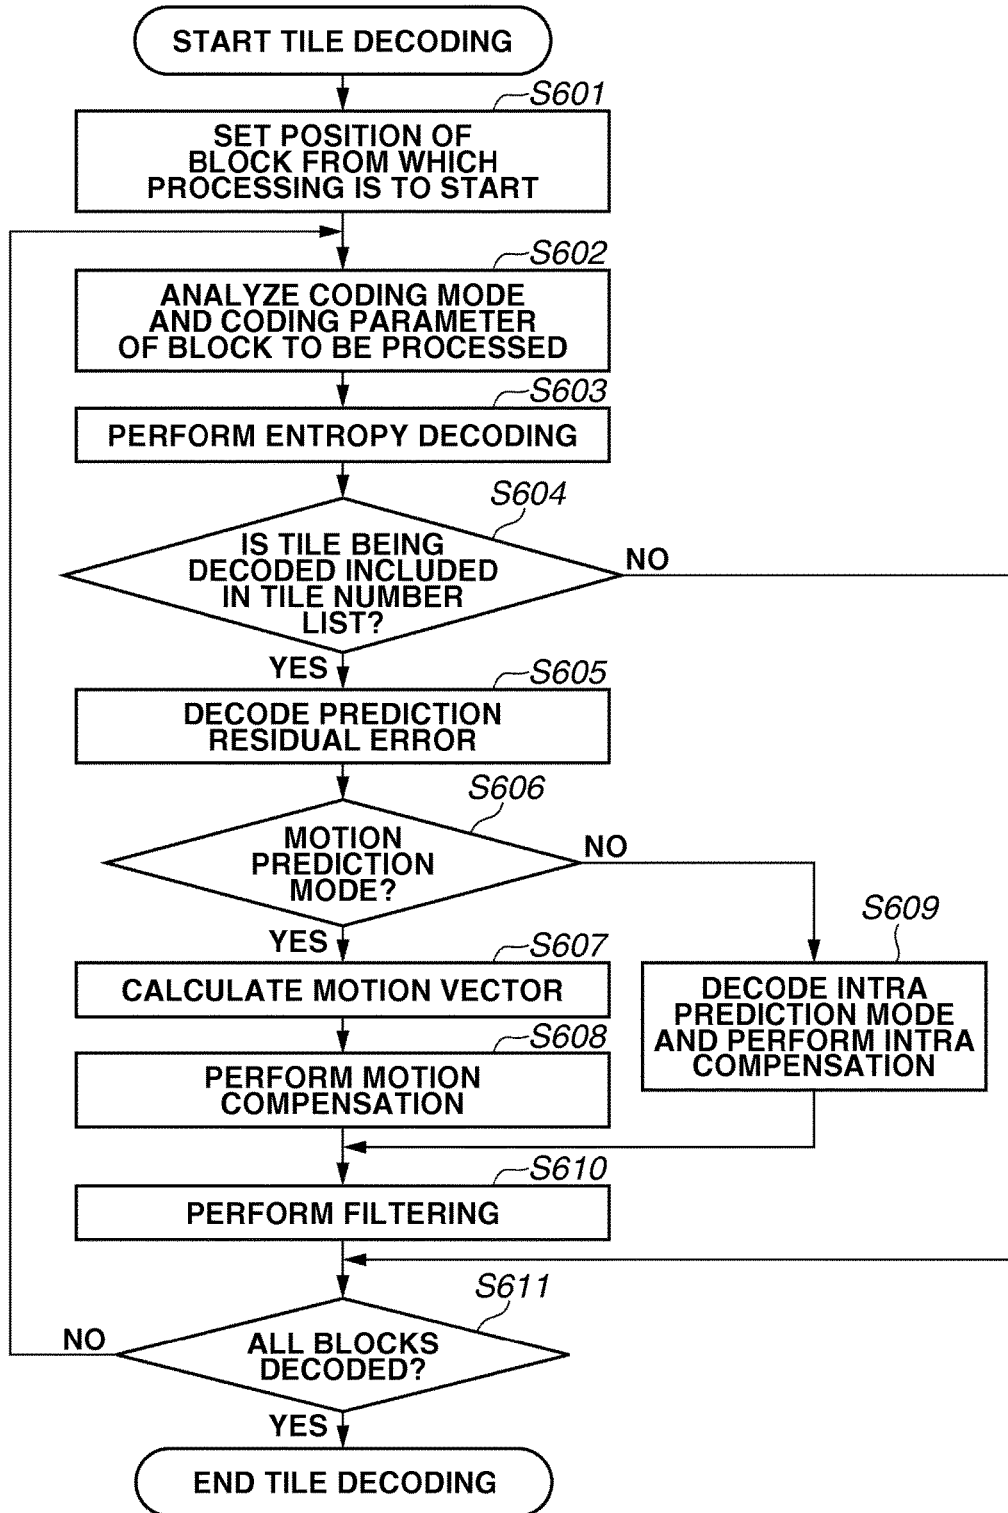 START TILE DECODING
S601
SET POSITION OF
BLOCK FROM WHICH
PROCESSING IS TO START
S602
ANALYZE CODING MODE
AND CODING PARAMETER
OF BLOCK TO BE PROCESSED
S603
PERFORM ENTROPY DECODING
S604
IS TILE BEING
DECODED INCLUDED
IN TILE NUMBER
LIST?
NO
YES
S605
DECODE PREDICTION
RESIDUAL ERROR
S606
MOTION
PREDICTION
MODE?
NO
YES
S607
CALCULATE MOTION VECTOR
S609
DECODE INTRA
PREDICTION MODE
AND PERFORM INTRA
COMPENSATION
S608
PERFORM MOTION
COMPENSATION
S610
PERFORM FILTERING
S611
ALL BLOCKS
DECODED?
NO
YES
END TILE DECODING